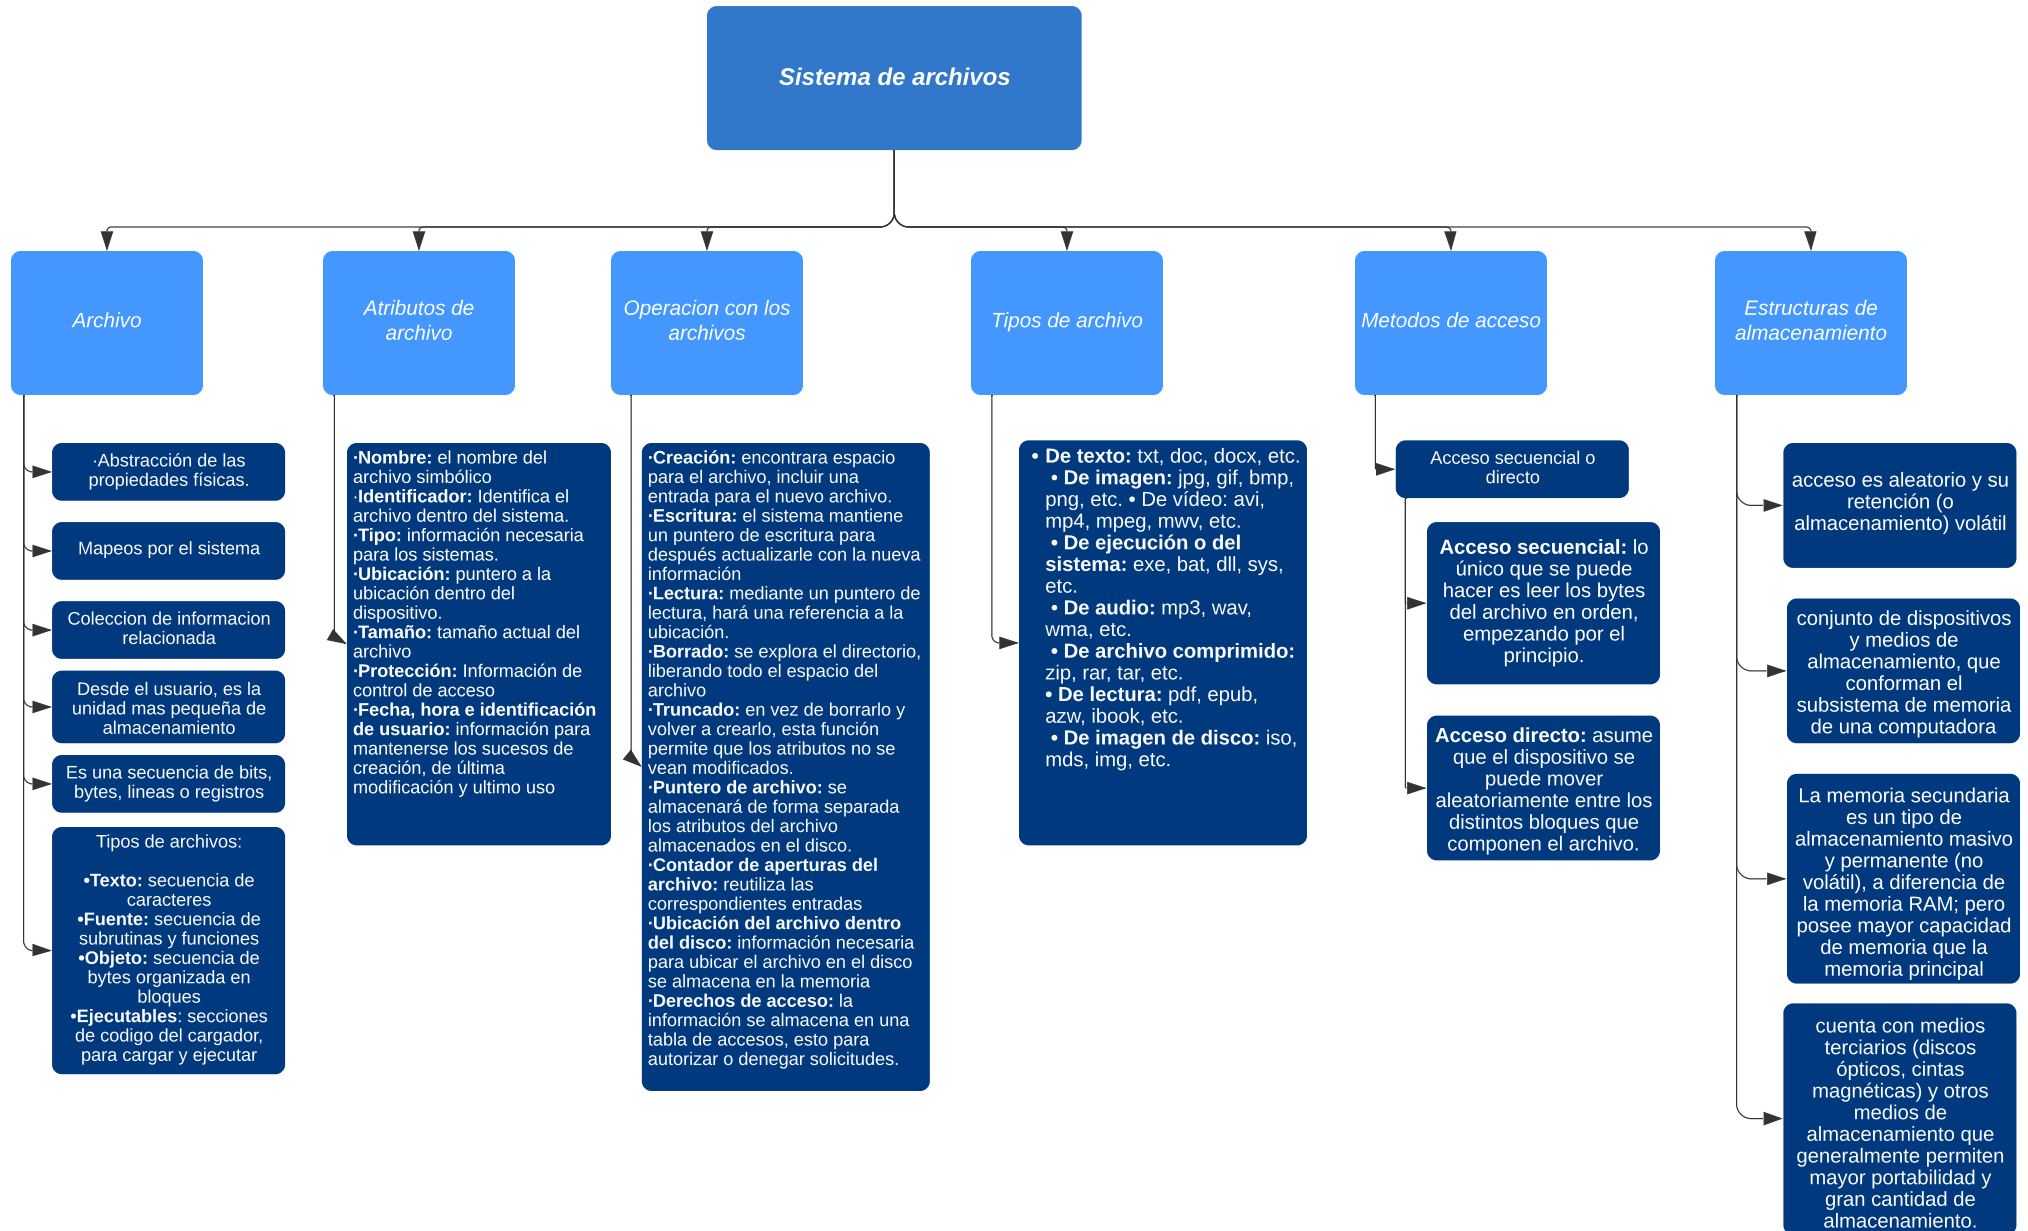 Sistema de archivos
Archivo
Atributos de
archivo
Operacion con los
archivos
Tipos de archivo
Metodos de acceso
Estructuras de
almacenamiento
·Abstracción de las
propiedades físicas.
Mapeos por el sistema
Coleccion de informacion
relacionada
Desde el usuario, es la
unidad mas pequeña de
almacenamiento
Es una secuencia de bits,
bytes, lineas o registros
Tipos de archivos:
•Texto: secuencia de
caracteres
•Fuente: secuencia de
subrutinas y funciones
•Objeto: secuencia de
bytes organizada en
bloques
•Ejecutables: secciones
de codigo del cargador,
para cargar y ejecutar
·Nombre: el nombre del
archivo simbólico
·Identificador: Identifica el
archivo dentro del sistema.
·Tipo: información necesaria
para los sistemas.
·Ubicación: puntero a la
ubicación dentro del
dispositivo.
·Tamaño: tamaño actual del
archivo
·Protección: Información de
control de acceso
·Fecha, hora e identificación
de usuario: información para
mantenerse los sucesos de
creación, de última
modificación y ultimo uso
·Creación: encontrara espacio
para el archivo, incluir una
entrada para el nuevo archivo.
·Escritura: el sistema mantiene
un puntero de escritura para
después actualizarle con la nueva
información
·Lectura: mediante un puntero de
lectura, hará una referencia a la
ubicación.
·Borrado: se explora el directorio,
liberando todo el espacio del
archivo
·Truncado: en vez de borrarlo y
volver a crearlo, esta función
permite que los atributos no se
vean modificados.
·Puntero de archivo: se
almacenará de forma separada
los atributos del archivo
almacenados en el disco.
·Contador de aperturas del
archivo: reutiliza las
correspondientes entradas
·Ubicación del archivo dentro
del disco: información necesaria
para ubicar el archivo en el disco
se almacena en la memoria
·Derechos de acceso: la
información se almacena en una
tabla de accesos, esto para
autorizar o denegar solicitudes.
• De texto: txt, doc, docx, etc.
• De imagen: jpg, gif, bmp,
png, etc. • De vídeo: avi,
mp4, mpeg, mwv, etc.
• De ejecución o del
sistema: exe, bat, dll, sys,
etc.
• De audio: mp3, wav,
wma, etc.
• De archivo comprimido:
zip, rar, tar, etc.
• De lectura: pdf, epub,
azw, ibook, etc.
• De imagen de disco: iso,
mds, img, etc.
Acceso secuencial o
directo
Acceso secuencial: lo
único que se puede
hacer es leer los bytes
del archivo en orden,
empezando por el
principio.
Acceso directo: asume
que el dispositivo se
puede mover
aleatoriamente entre los
distintos bloques que
componen el archivo.
acceso es aleatorio y su
retención (o
almacenamiento) volátil
conjunto de dispositivos
y medios de
almacenamiento, que
conforman el
subsistema de memoria
de una computadora
La memoria secundaria
es un tipo de
almacenamiento masivo
y permanente (no
volátil), a diferencia de
la memoria RAM; pero
posee mayor capacidad
de memoria que la
memoria principal
cuenta con medios
terciarios (discos
ópticos, cintas
magnéticas) y otros
medios de
almacenamiento que
generalmente permiten
mayor portabilidad y
gran cantidad de
almacenamiento.